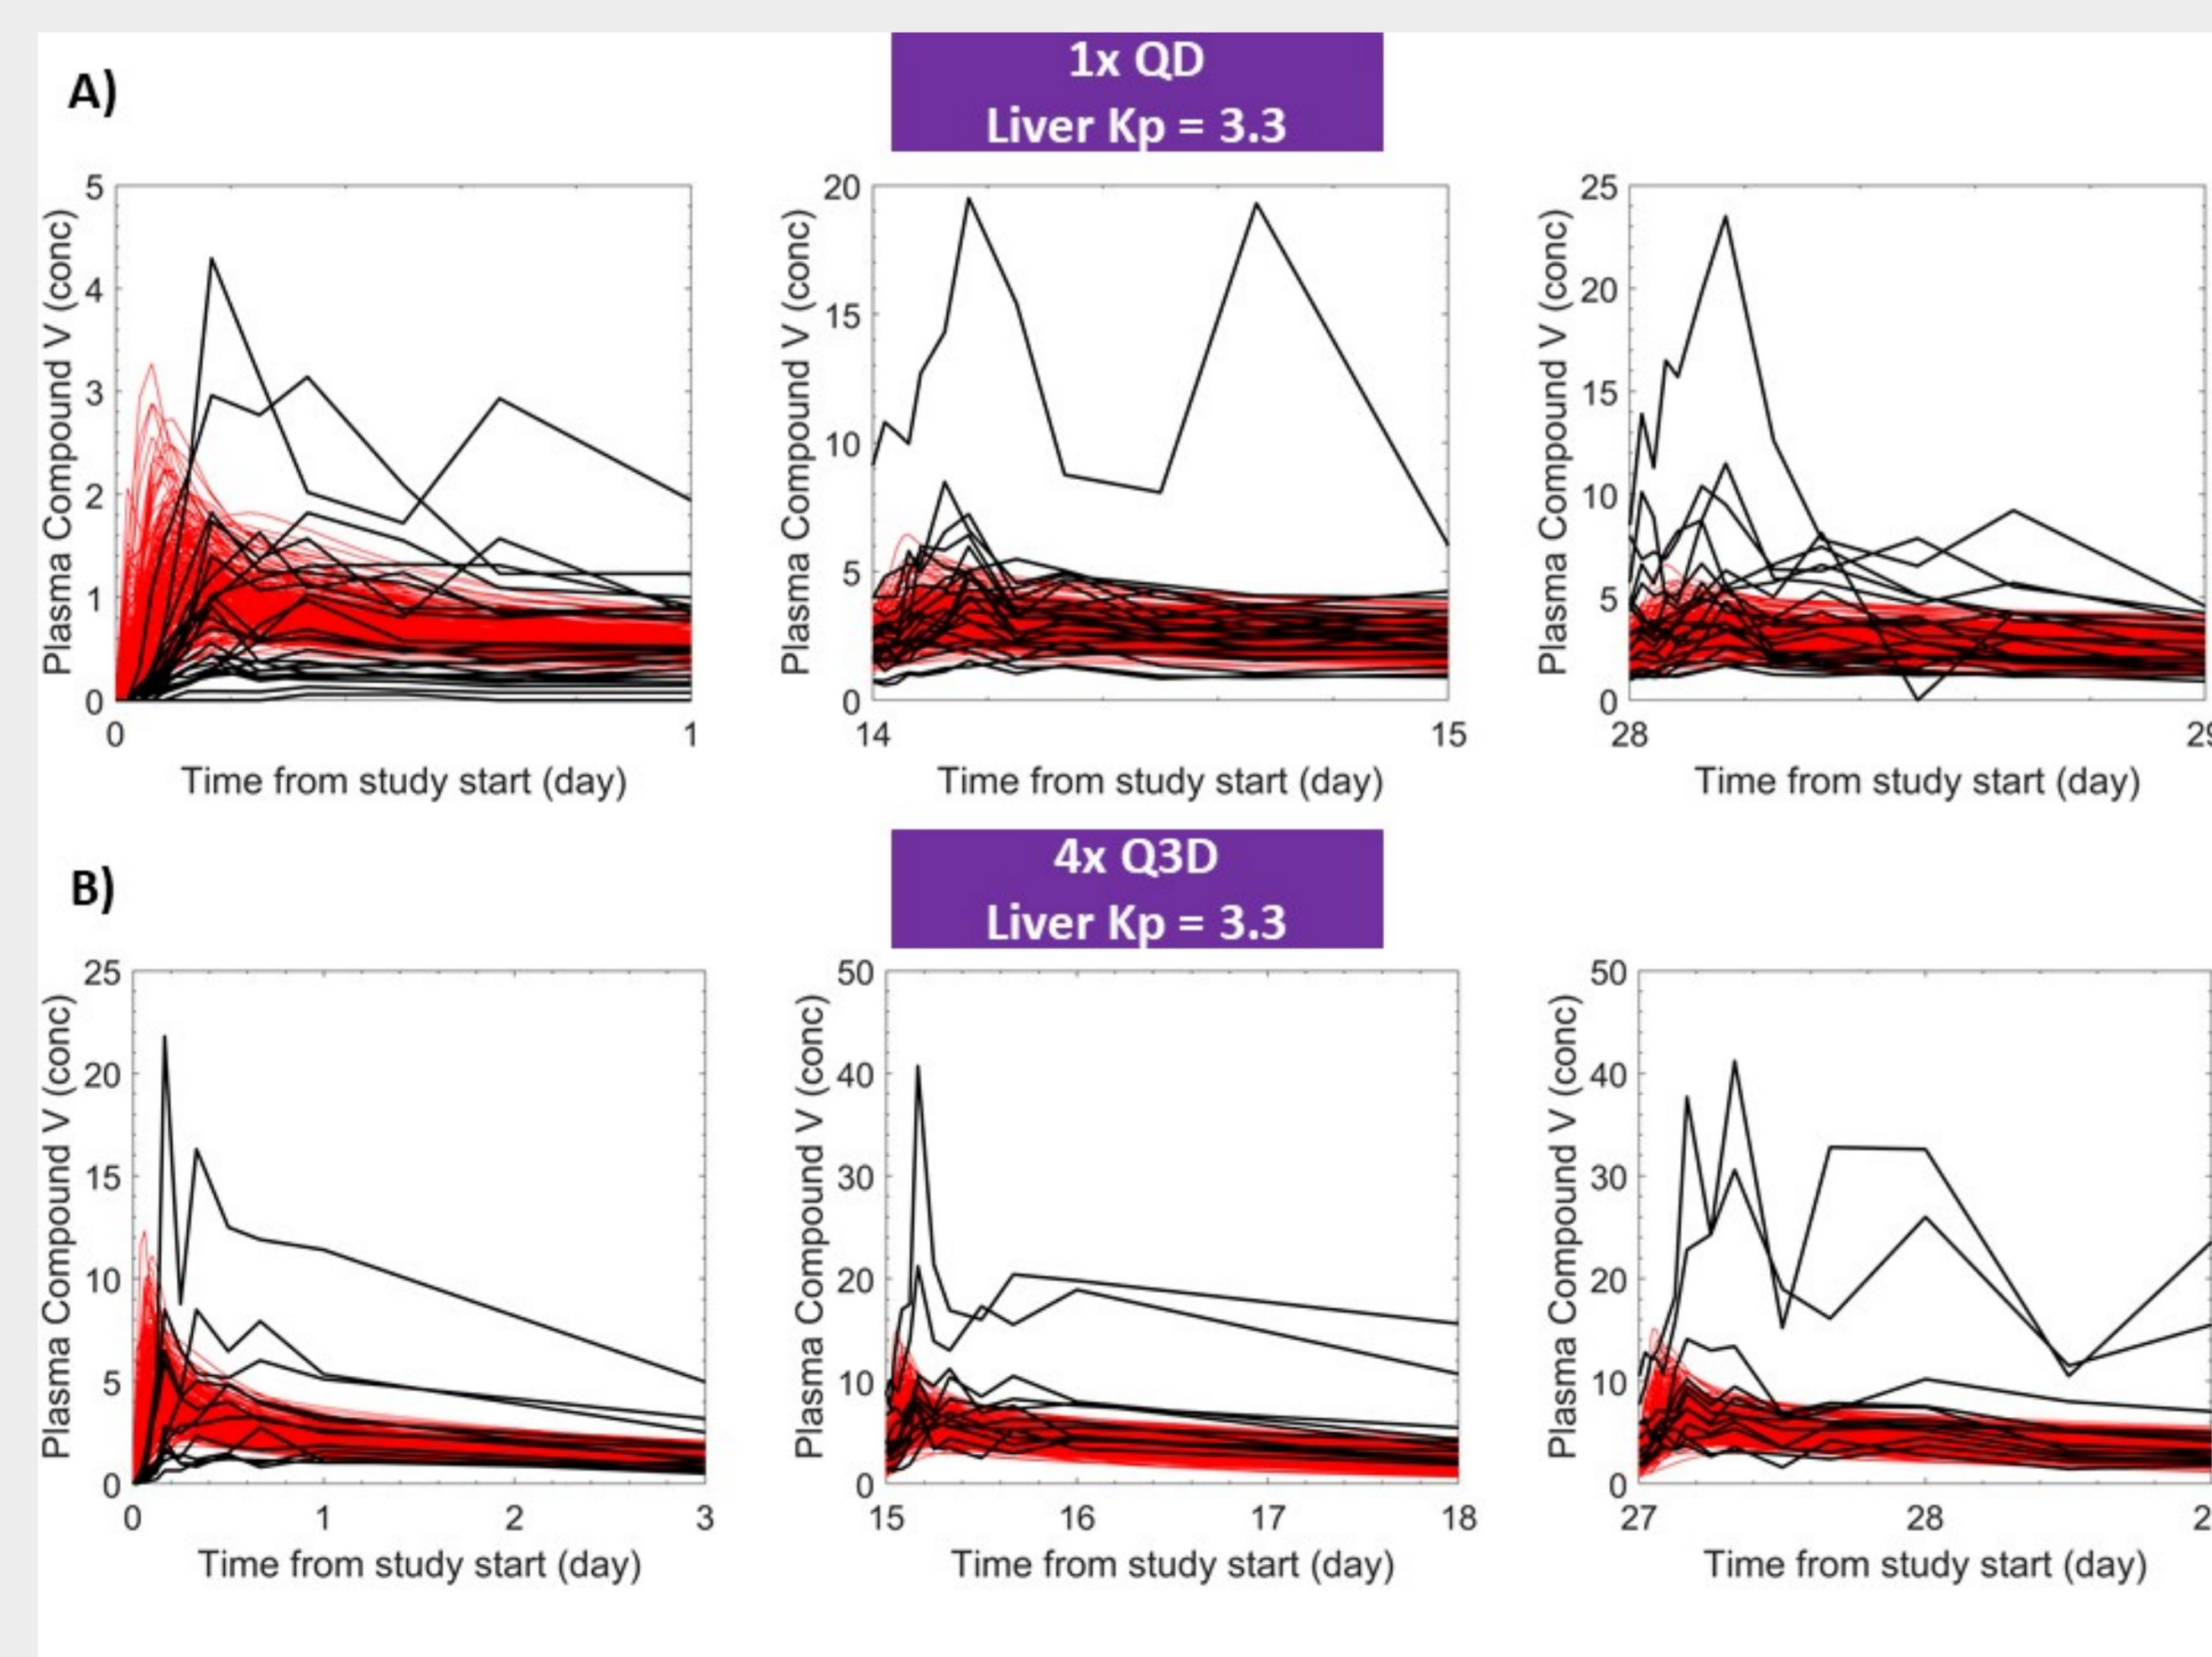 A)
1x QD
Liver Kp = 3.3
Plasma Compound V (conc)
5
4
3
2
1
0
0 1
Time from study start (day)
Plasma Compound V (conc)
20
15
10
5
0
14 15
Time from study start (day)
Plasma Compound V (conc)
25
20
15
10
5
0
28
Time from study start (day)
B)
4x Q3D
Liver Kp = 3.3
Plasma Compound V (conc)
25
20
15
10
5
0
0 1 2 3
Time from study start (day)
Plasma Compound V (conc)
50
40
30
20
10
0
15 16 17 18
Time from study start (day)
Plasma Compound V (conc)
50
40
30
20
10
0
27 28
Time from study start (day)